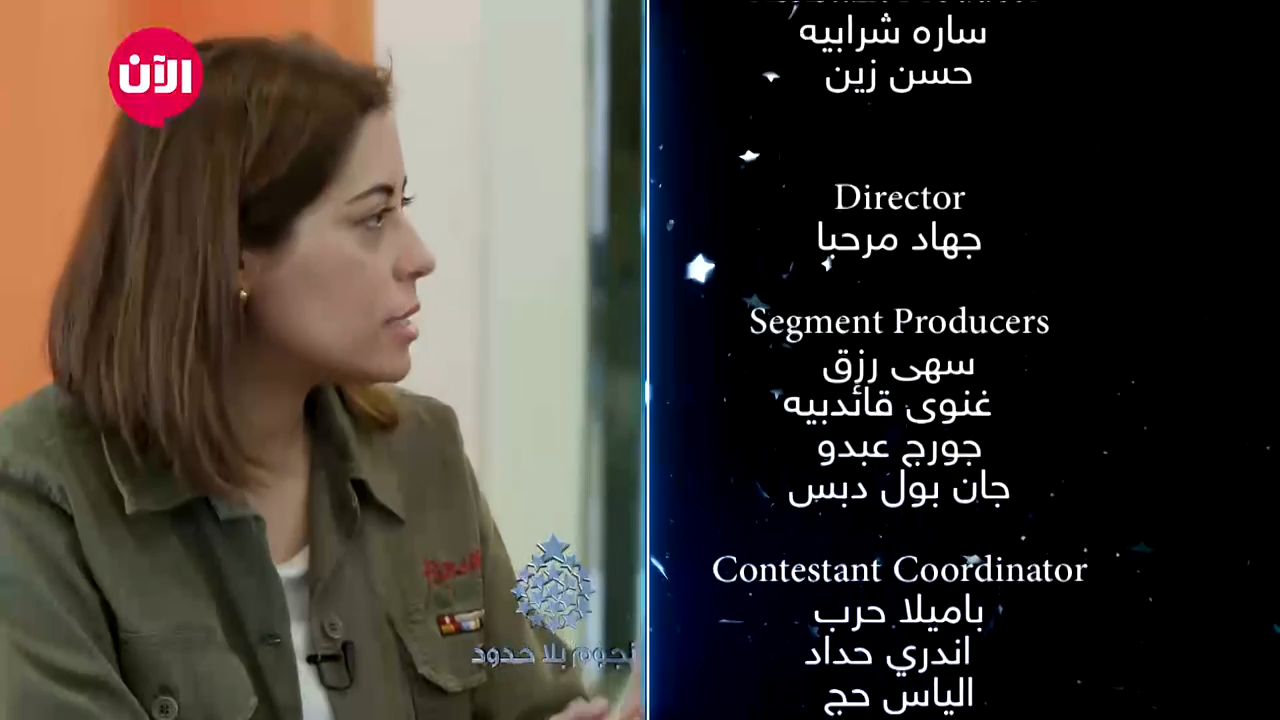 الآن
ساره شرابيه
حسن زين
Director
جهاد مرحبا
Segment Producers
سهى رزق
غنوى قائدبيه
جورج عبدو
جان بول دبس
Contestant Coordinator
باميلا حرب
اندري حداد
الياس حج
نجوم بلا حدود